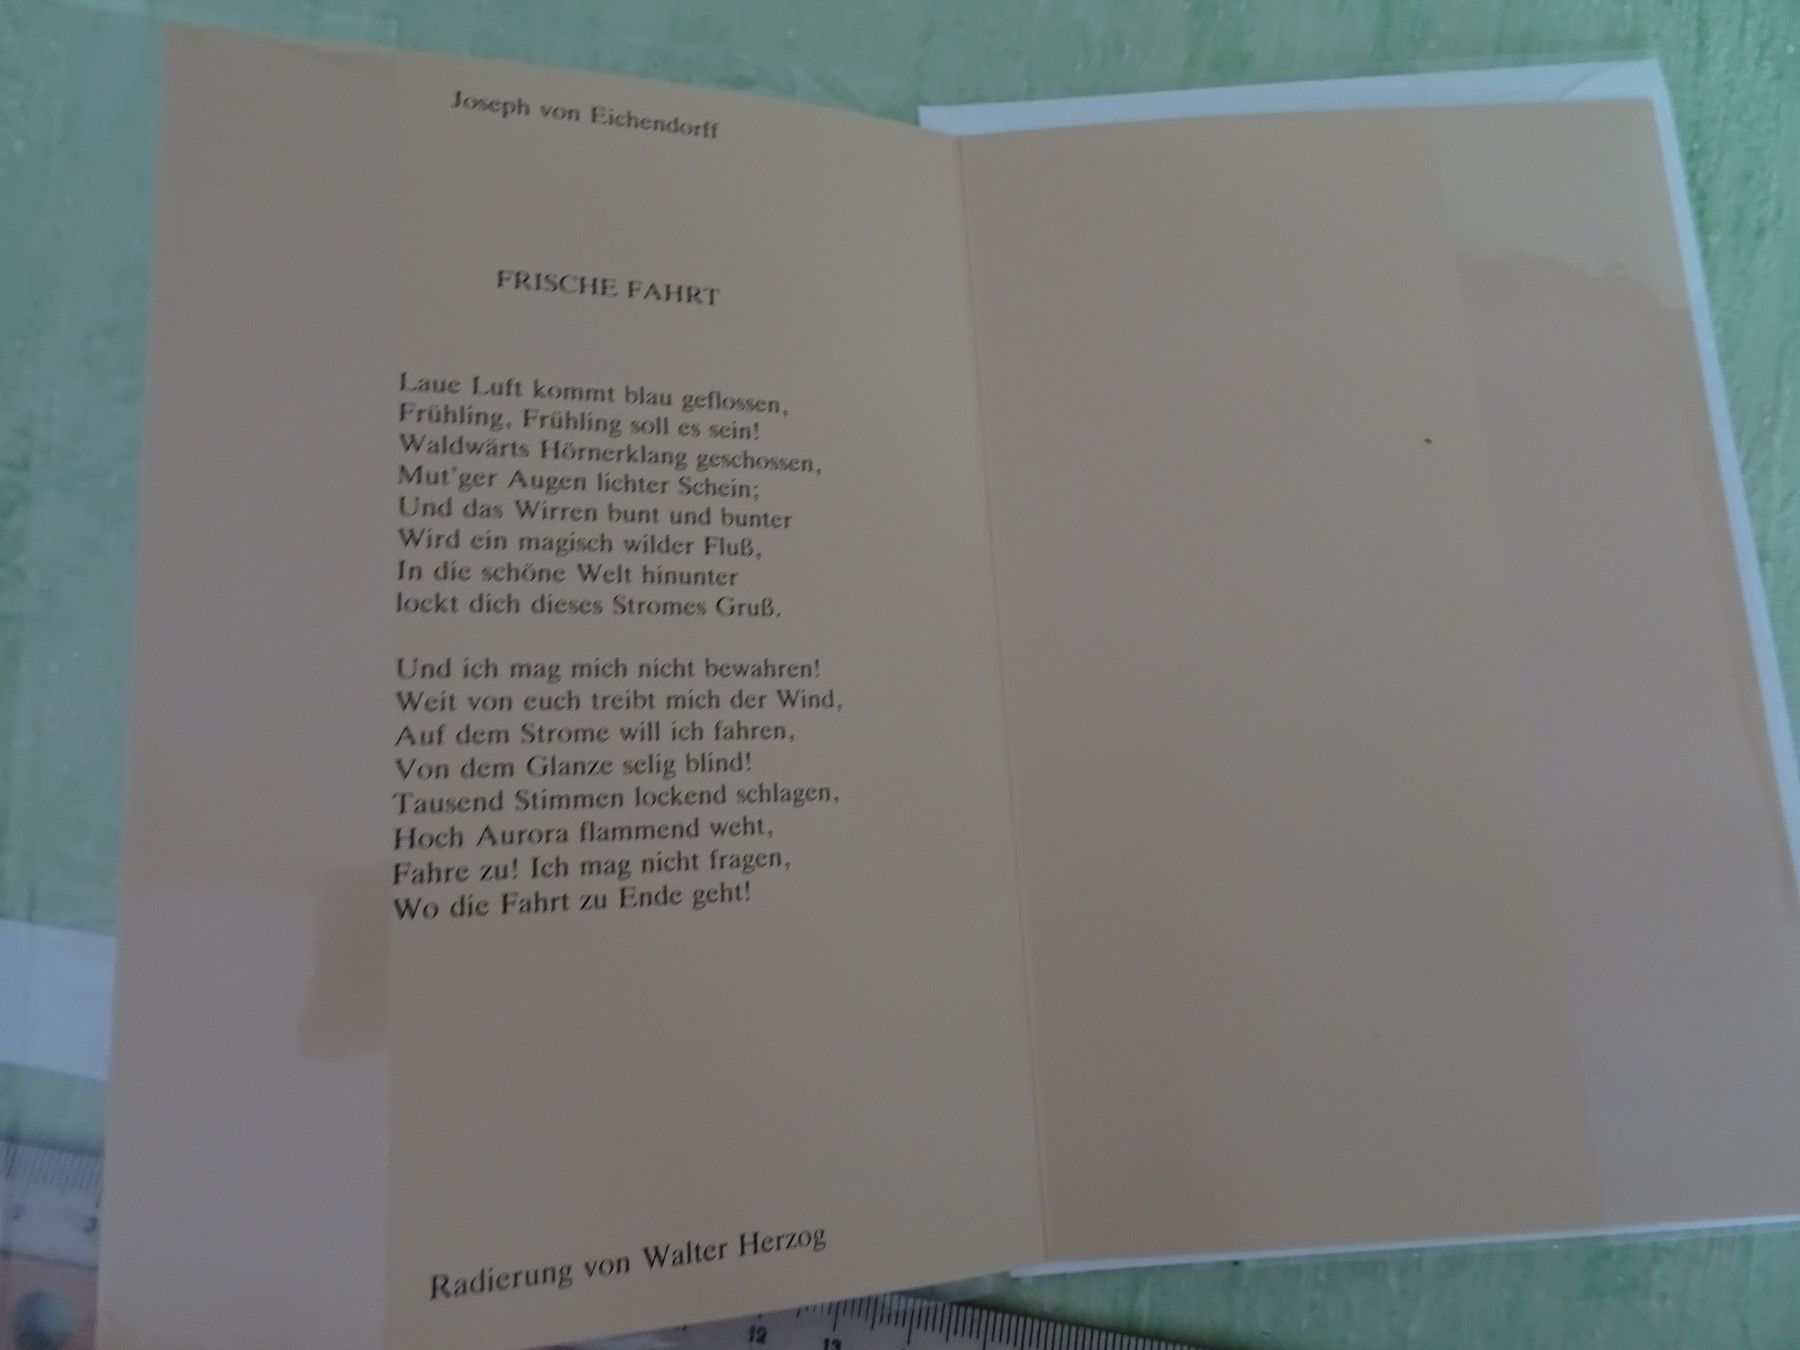 Joseph von Eichendorff
FRISCHE FAHRT
Laue Luft kommt blau geflossen,
Frühling, Frühling soll es sein!
Waldwärts Hörnerklang geschossen,
Mut'ger Augen lichter Schein;
Und das Wirren bunt und bunter
Wird ein magisch wilder Fluß,
In die schöne Welt hinunter
lockt dich dieses Stromes Gruß.
Und ich mag mich nicht bewahren!
Weit von euch treibt mich der Wind,
Auf dem Strome will ich fahren,
Von dem Glanze selig blind!
Tausend Stimmen lockend schlagen,
Hoch Aurora flammend weht,
Fahre zu! Ich mag nicht fragen,
Wo die Fahrt zu Ende geht!
Radierung von Walter Herzog
2 3
12 13